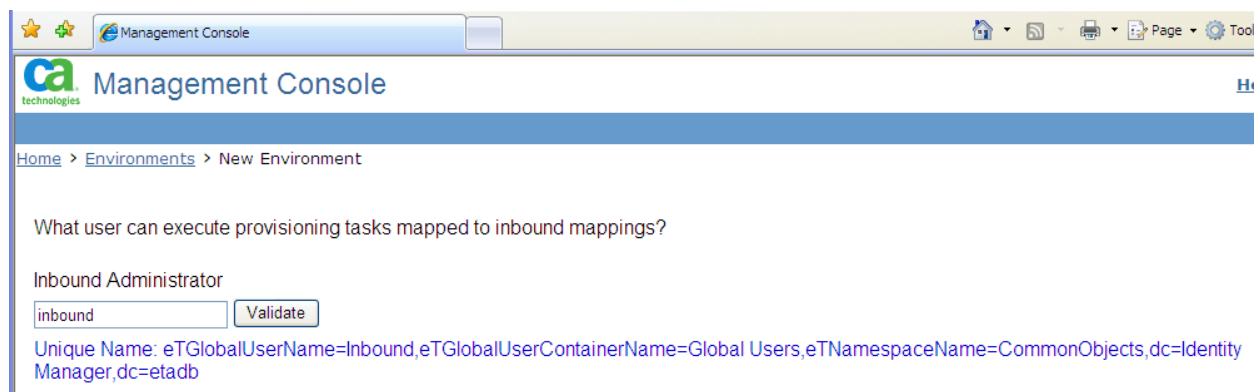 Management Console
Page
ca
technologies
Management Console
Home > Environments > New Environment
What user can execute provisioning tasks mapped to inbound mappings?
Inbound Administrator
inbound Validate
Unique Name: eTGlobalUserName=Inbound,eTGlobalUserContainerName=Global Users,eTNamespaceName=CommonObjects,dc=Identity
Manager,dc=etadb